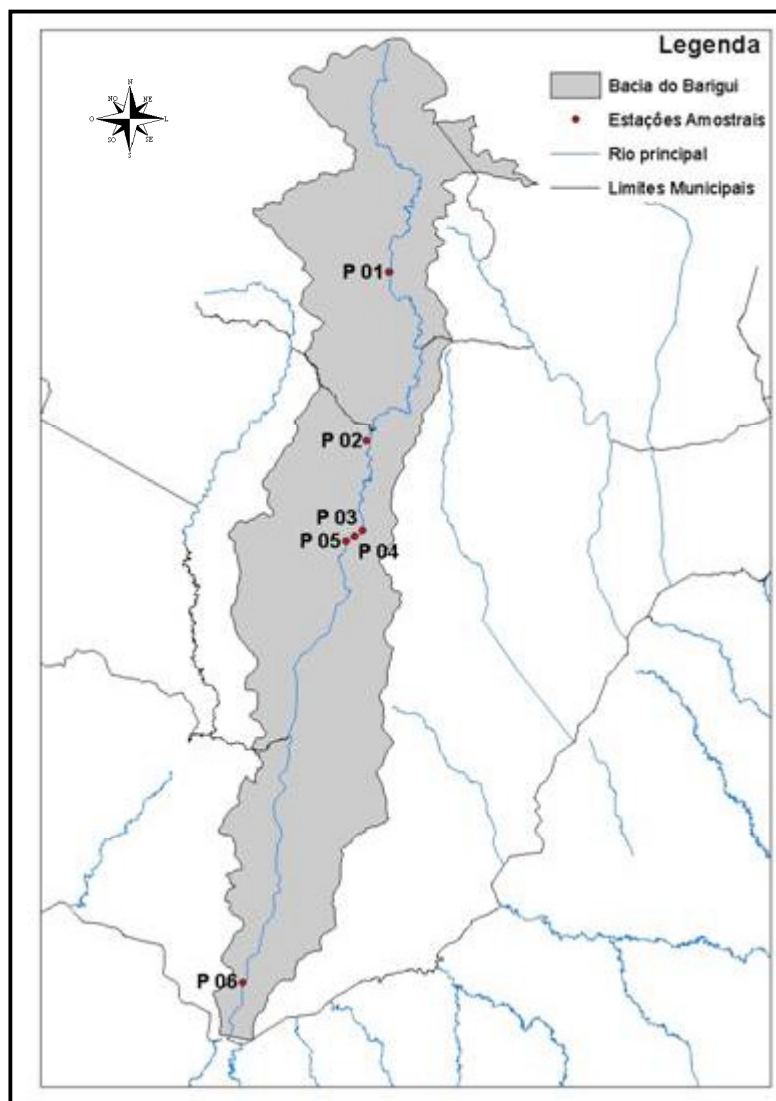 Legenda
Bacia do Barigui
Estações Amostrais
Rio principal
Limites Municipais
N
NO NE
O L
SO SE
S
P 01
P 02
P 03
P 05 P 04
P 06